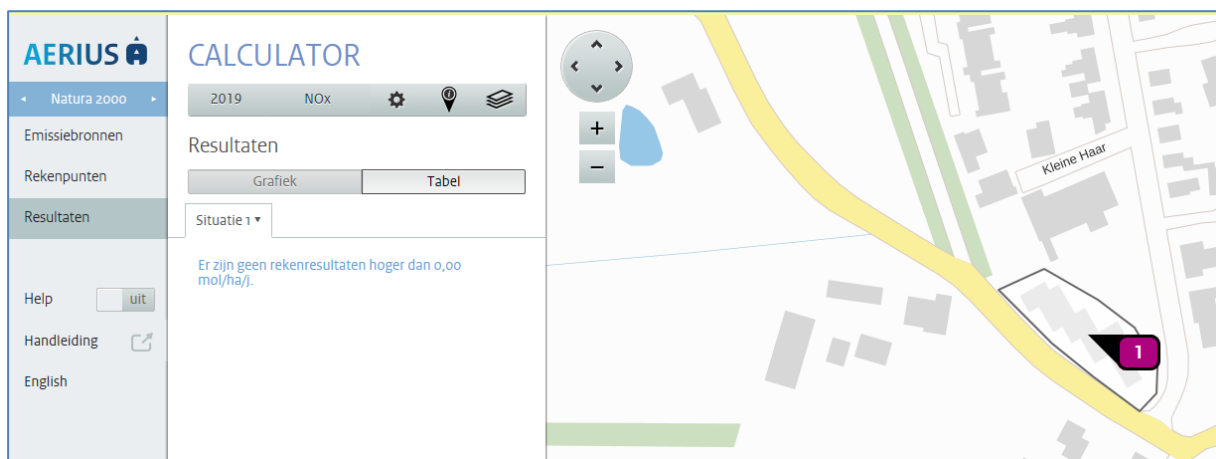 AERIUS
CALCULATOR
Natura 2000
2019 NOx
Emissiebronnen
Resultaten
Rekenpunten
Grafiek Tabel
Resultaten
Situatie 1
Er zijn geen rekenresultaten hoger dan 0,00
mol/ha/j.
Help uit
Handleiding
English
+
−
Kleine Haar
1